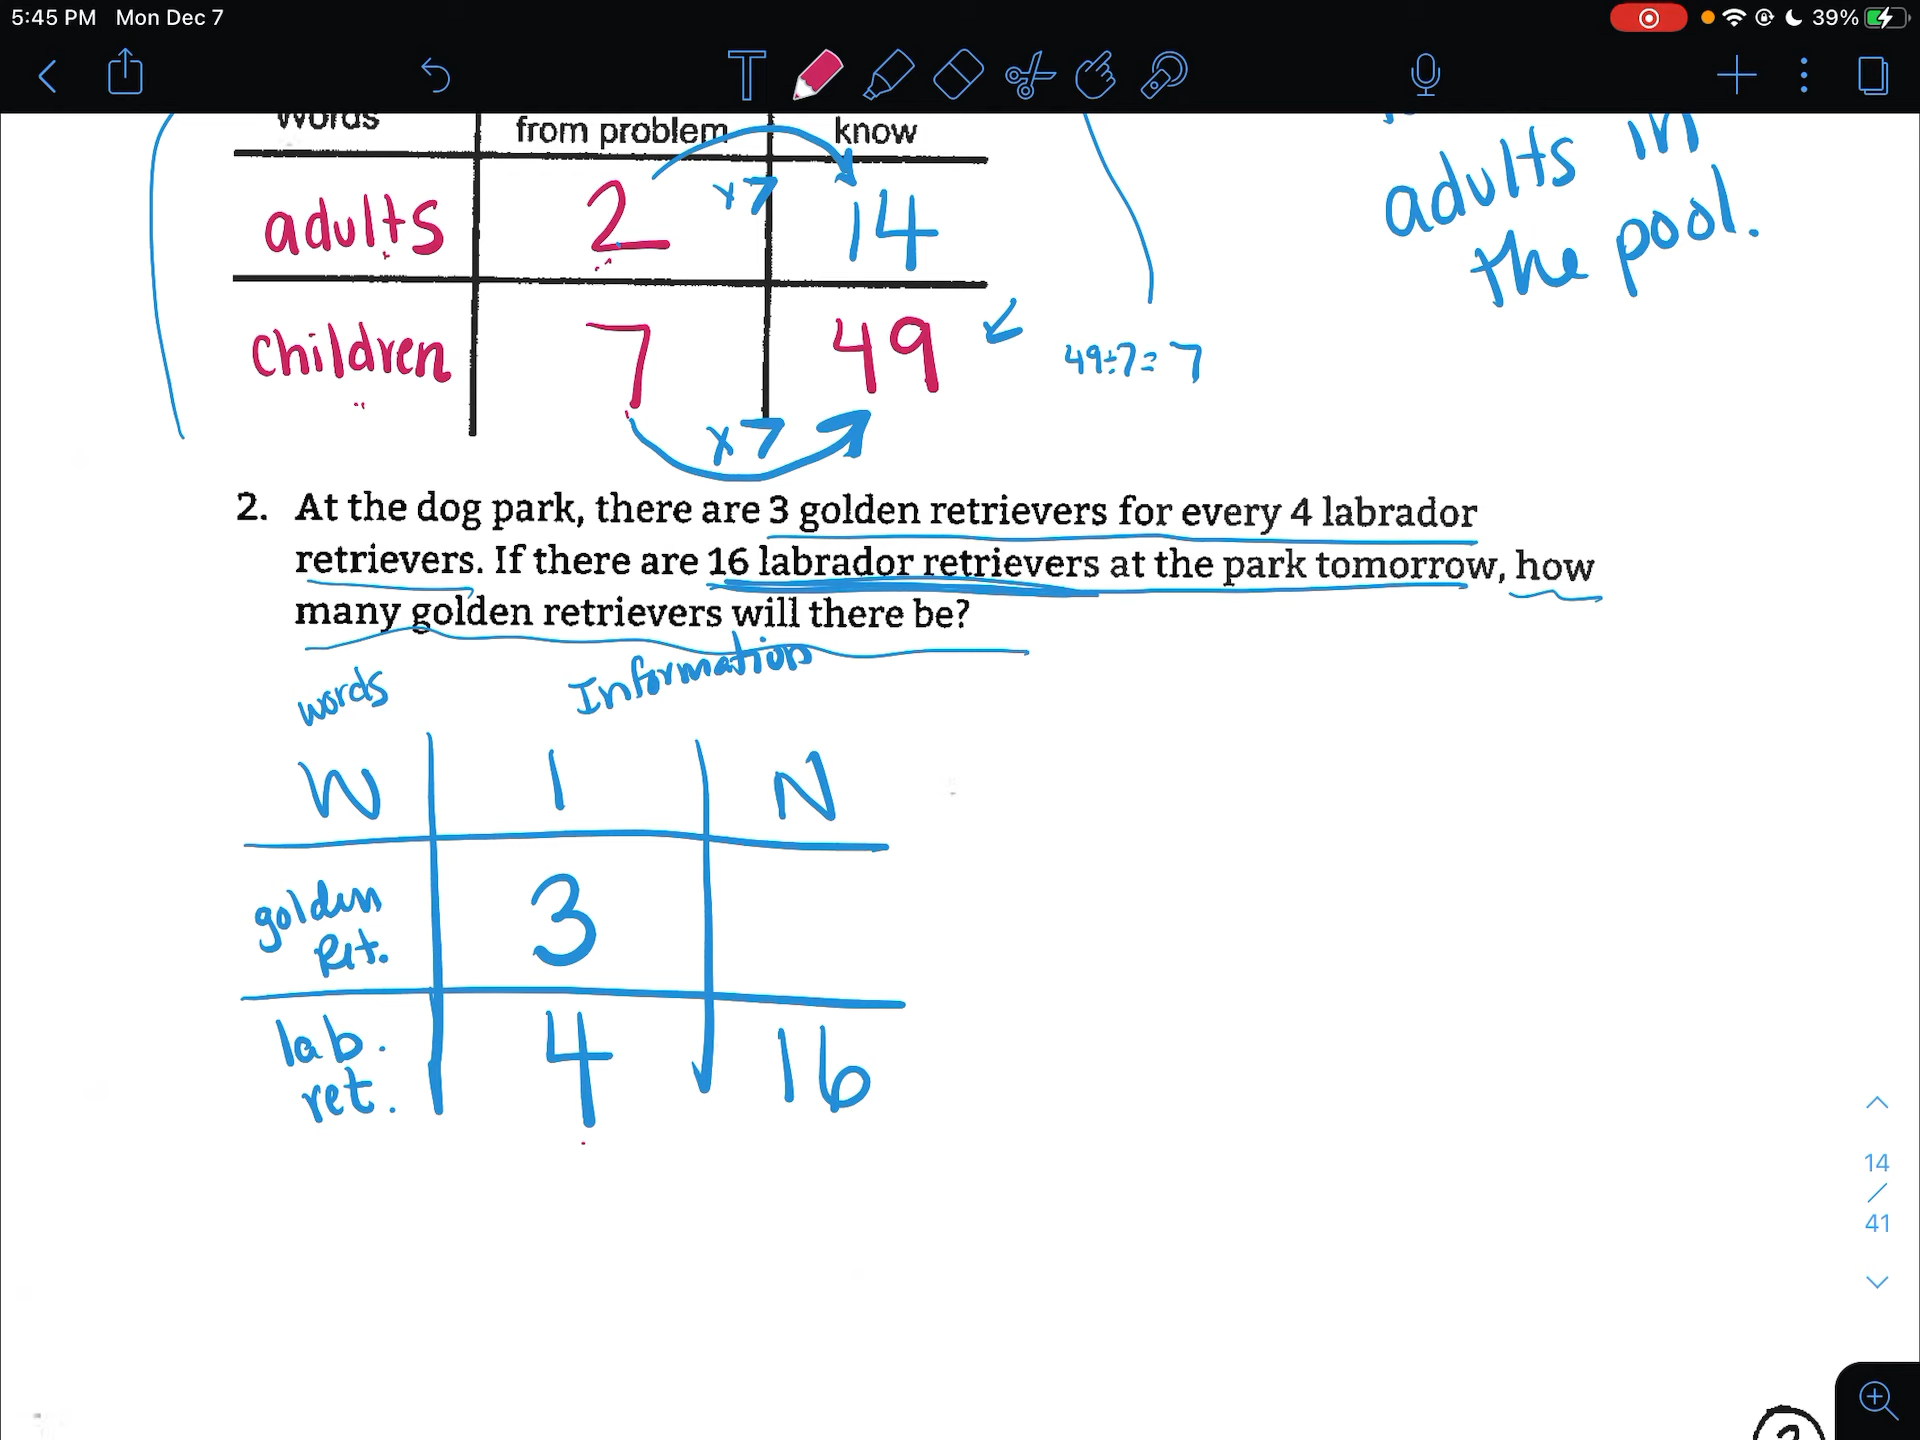 5:45 PM Mon Dec 7
39%
T
Words from problem know
adults 2 x7 14
adults in
the pool.
children 7 49
49÷7= 7
x7
2. At the dog park, there are 3 golden retrievers for every 4 labrador
retrievers. If there are 16 labrador retrievers at the park tomorrow, how
many golden retrievers will there be?
words Information
W I N
golden 3
Ret.
lab. 4 16
ret.
14
/
41